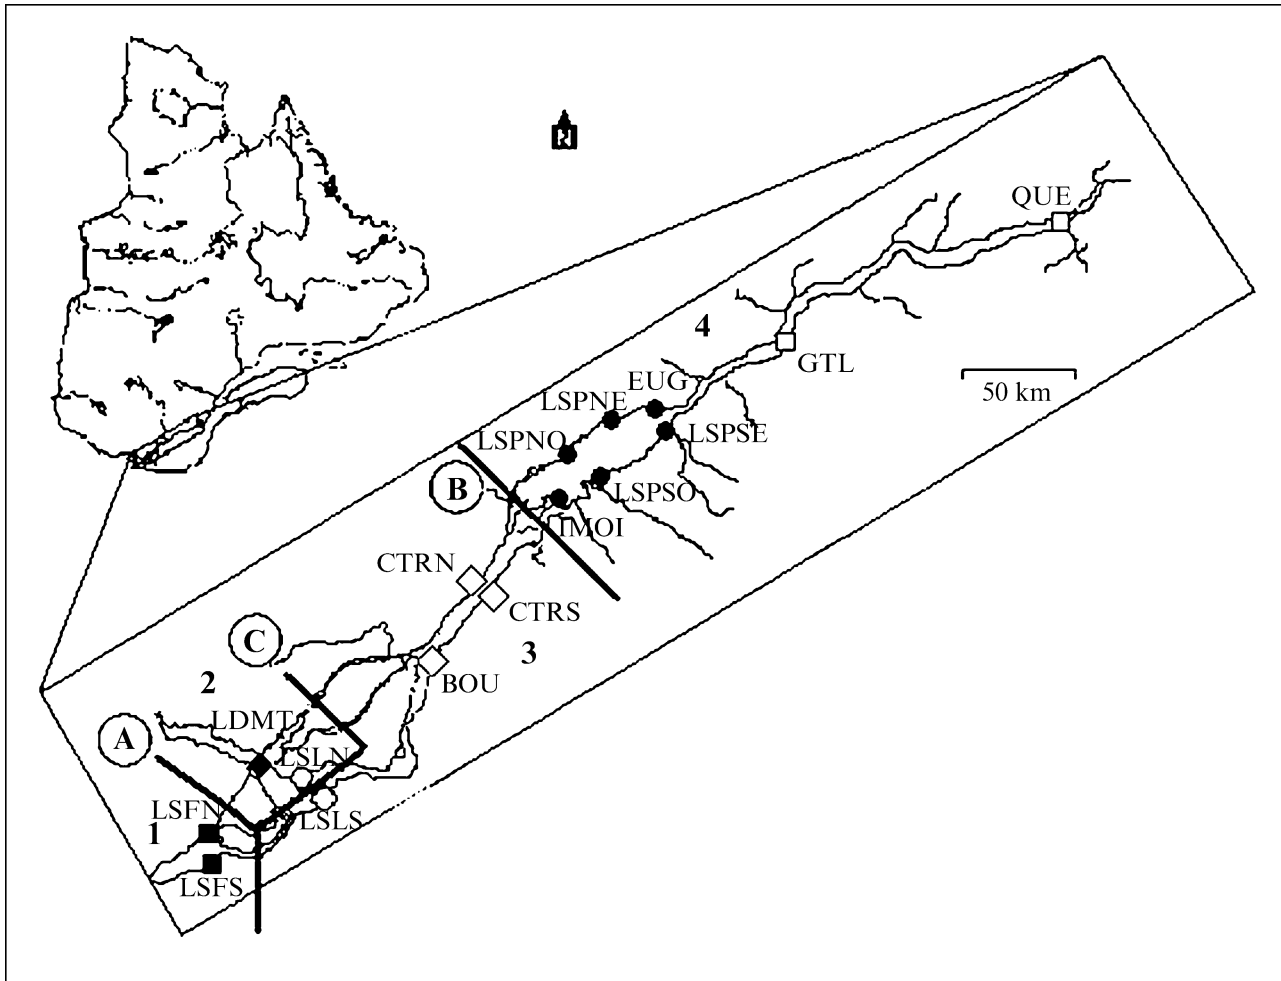 QUE
4
GTL
EUG
50 km
LSPNE
LSPSE
LSPNO
B
LSPSO
IMOI
CTRN
CTRS
C
3
2
BOU
LDMT
A
LSLN
LSFN
LSLS
1
LSFS